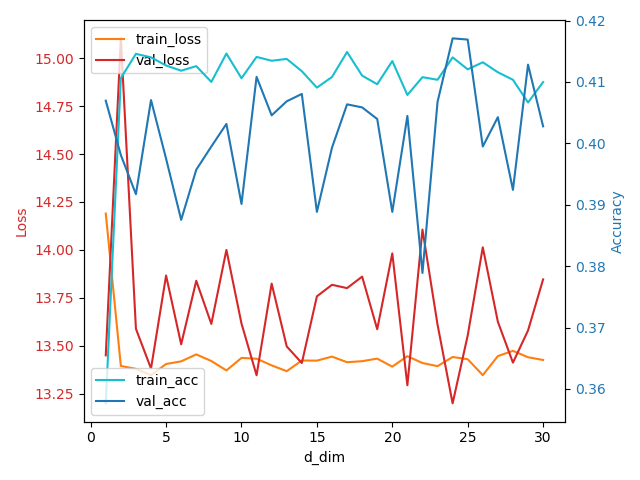 train_loss
val_loss
train_acc
val_acc
15.00
14.75
14.50
14.25
14.00
13.75
13.50
13.25
Loss
0.42
0.41
0.40
0.39
0.38
0.37
0.36
Accuracy
0 5 10 15 20 25 30
d_dim